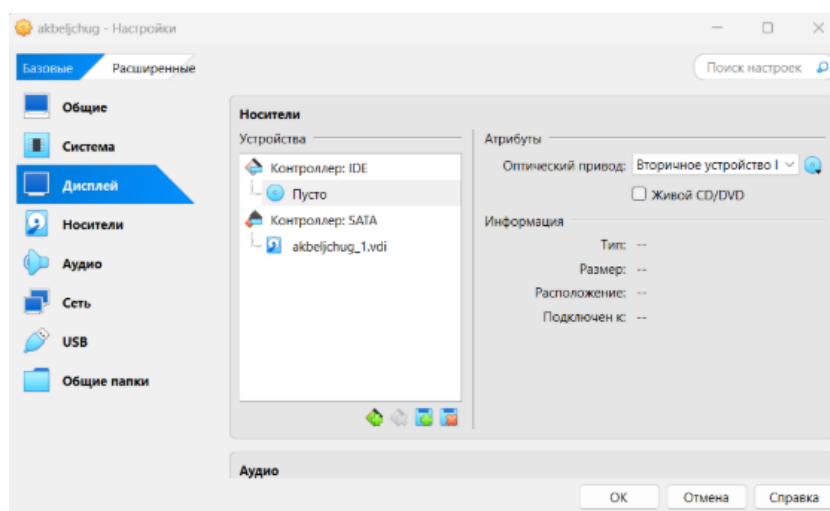 akbeljchug - Настройки
Базовые Расширенные Поиск настроек
Общие
Система
Дисплей
Носители
Аудио
Сеть
USB
Общие папки
Носители
Устройства
Контроллер: IDE
Пусто
Контроллер: SATA
akbeljchug_1.vdi
Атрибуты
Оптический привод: Вторичное устройство I
Живой CD/DVD
Информация
Тип: --
Размер: --
Расположение: --
Подключен к: --
Аудио
OK Отмена Справка